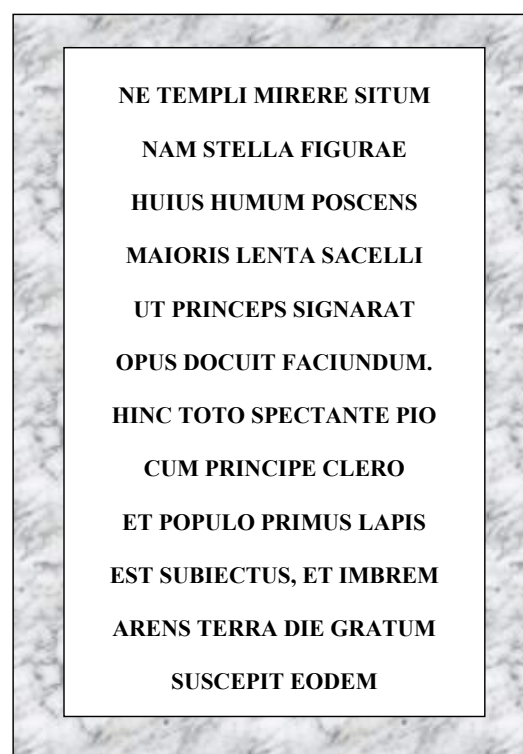 NE TEMPLI MIRERE SITUM
NAM STELLA FIGURAE
HUIUS HUMUM POSCENS
MAIORIS LENTA SACELLI
UT PRINCEPS SIGNARAT
OPUS DOCUIT FACIUNDUM.
HINC TOTO SPECTANTE PIO
CUM PRINCIPE CLERO
ET POPULO PRIMUS LAPIS
EST SUBIECTUS, ET IMBREM
ARENS TERRA DIE GRATUM
SUSCEPIT EODEM